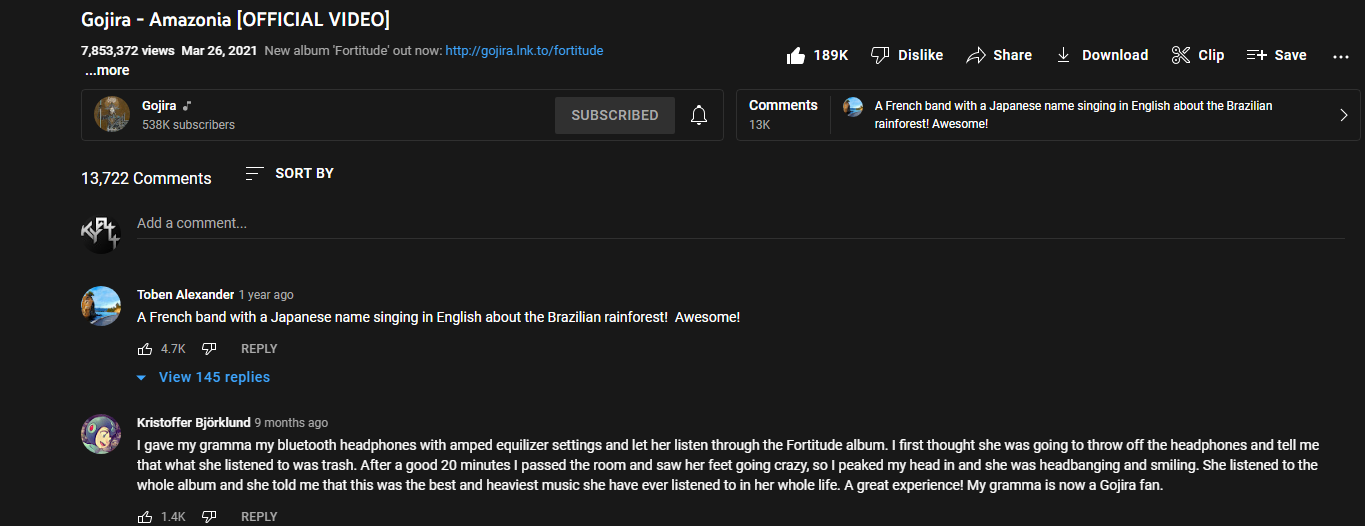 Gojira - Amazonia [OFFICIAL VIDEO]
7,853,372 views Mar 26, 2021 New album 'Fortitude' out now: http://gojira.lnk.to/fortitude
...more
189K Dislike Share Download Clip Save ...
Gojira
538K subscribers
SUBSCRIBED
Comments
13K
A French band with a Japanese name singing in English about the Brazilian
rainforest! Awesome!
13,722 Comments SORT BY
Add a comment...
Toben Alexander 1 year ago
A French band with a Japanese name singing in English about the Brazilian rainforest! Awesome!
4.7K REPLY
View 145 replies
Kristoffer Björklund 9 months ago
I gave my gramma my bluetooth headphones with amped equilizer settings and let her listen through the Fortitude album. I first thought she was going to throw off the headphones and tell me
that what she listened to was trash. After a good 20 minutes I passed the room and saw her feet going crazy, so I peaked my head in and she was headbanging and smiling. She listened to the
whole album and she told me that this was the best and heaviest music she have ever listened to in her whole life. A great experience! My gramma is now a Gojira fan.
1.4K REPLY